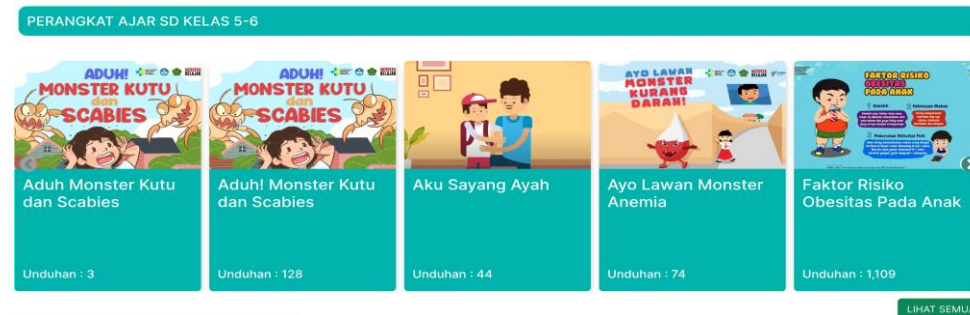 PERANGKAT AJAR SD KELAS 5-6
ADUH!
MONSTER KUTU
dan
SCABIES
Aduh Monster Kutu
dan Scabies
Unduhan : 3
ADUH!
MONSTER KUTU
dan
SCABIES
Aduh! Monster Kutu
dan Scabies
Unduhan : 128
Aku Sayang Ayah
Unduhan : 44
AYO LAWAN
MONSTER
KURANG
DARAH!
Ayo Lawan Monster
Anemia
Unduhan : 74
FAKTOR RISIKO
OBESITAS
PADA ANAK
Faktor Risiko
Obesitas Pada Anak
Unduhan : 1,109
LIHAT SEMUA